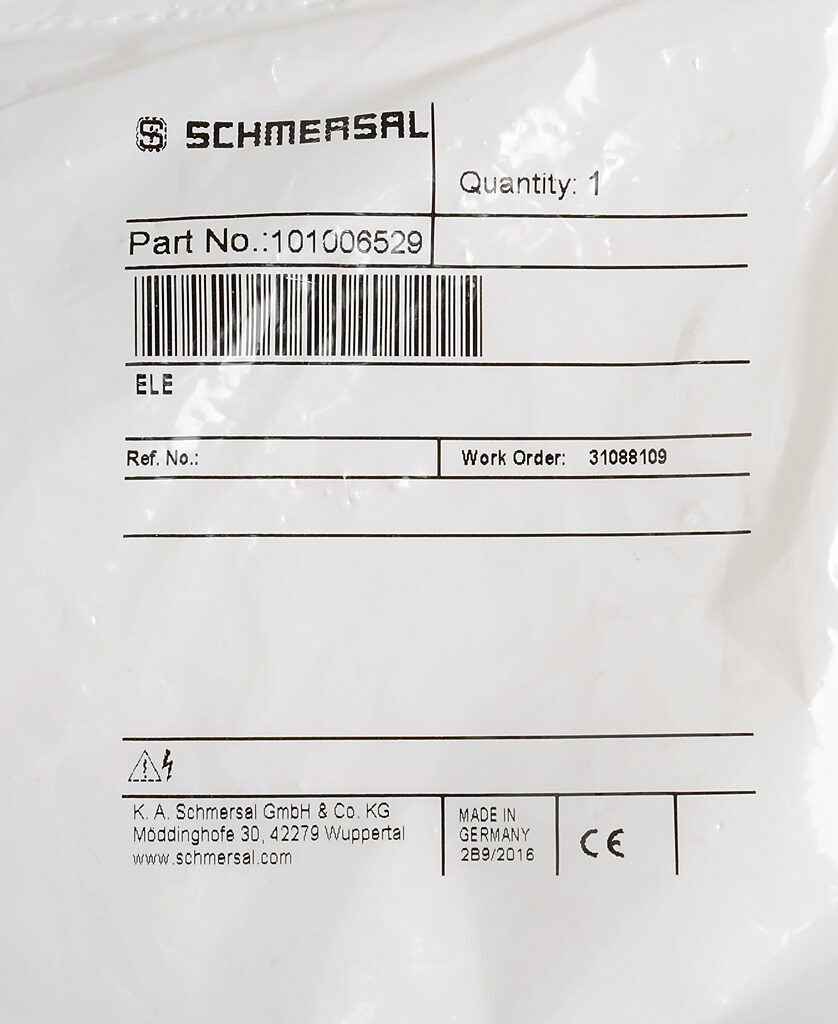 SCHMERSAL
Quantity: 1
Part No.:101006529
ELE
Ref. No.:
Work Order: 31088109
K. A. Schmersal GmbH & Co. KG
Möddinghofe 30, 42279 Wuppertal
www.schmersal.com
MADE IN
GERMANY
2B9/2016
CE